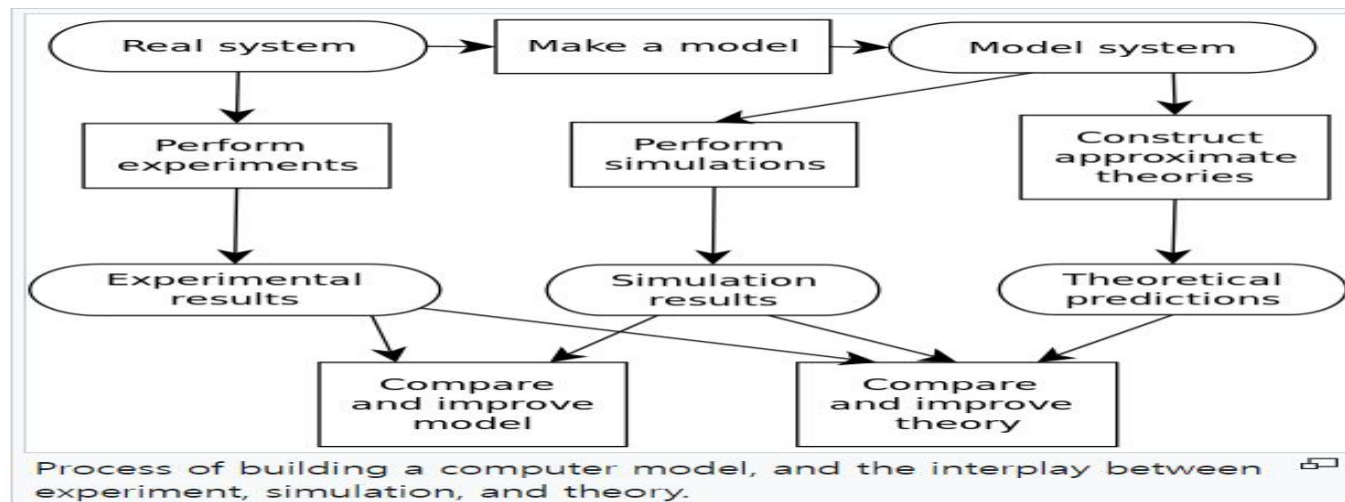 Real system
Make a model
Model system
Perform
experiments
Perform
simulations
Construct
approximate
theories
Experimental
results
Simulation
results
Theoretical
predictions
Compare
and improve
model
Compare
and improve
theory
Process of building a computer model, and the interplay between
experiment, simulation, and theory.